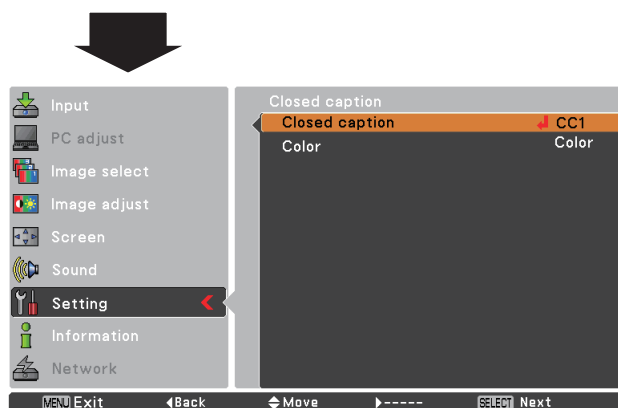 Input
PC adjust
Image select
Image adjust
Screen
Sound
Setting
Information
Network
Closed caption
Closed caption CC1
Color Color
MENU Exit Back Move ----- SELECT Next